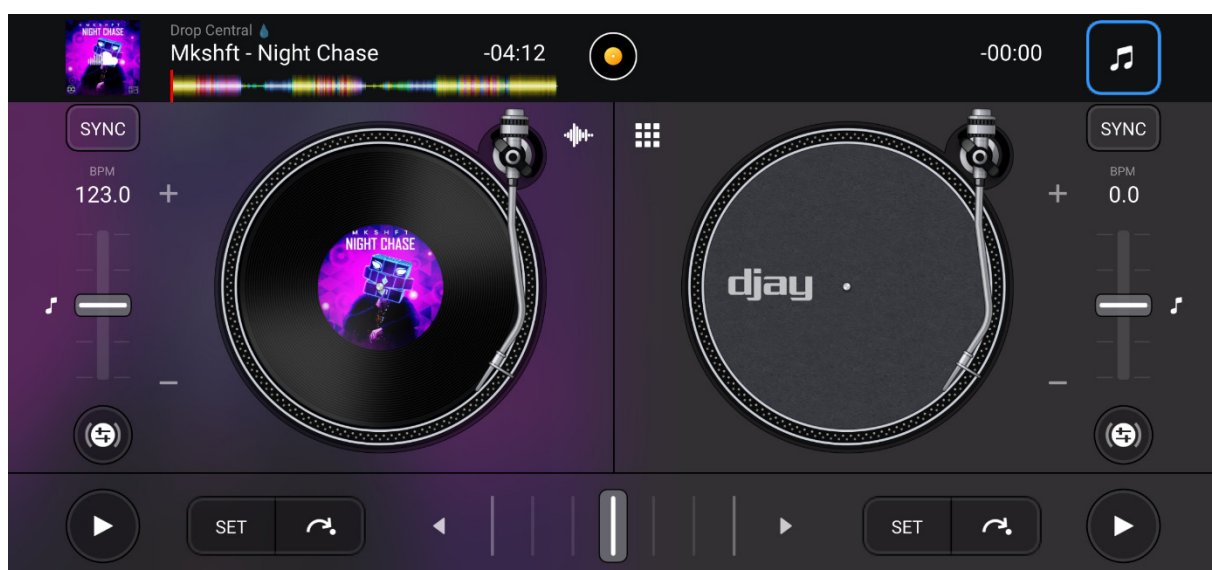 NIGHT CHASE
Drop Central
Mkshft - Night Chase
-04:12
-00:00
SYNC
BPM
123.0
MKSHFT
NIGHT CHASE
djay
SYNC
BPM
0.0
SET
SET